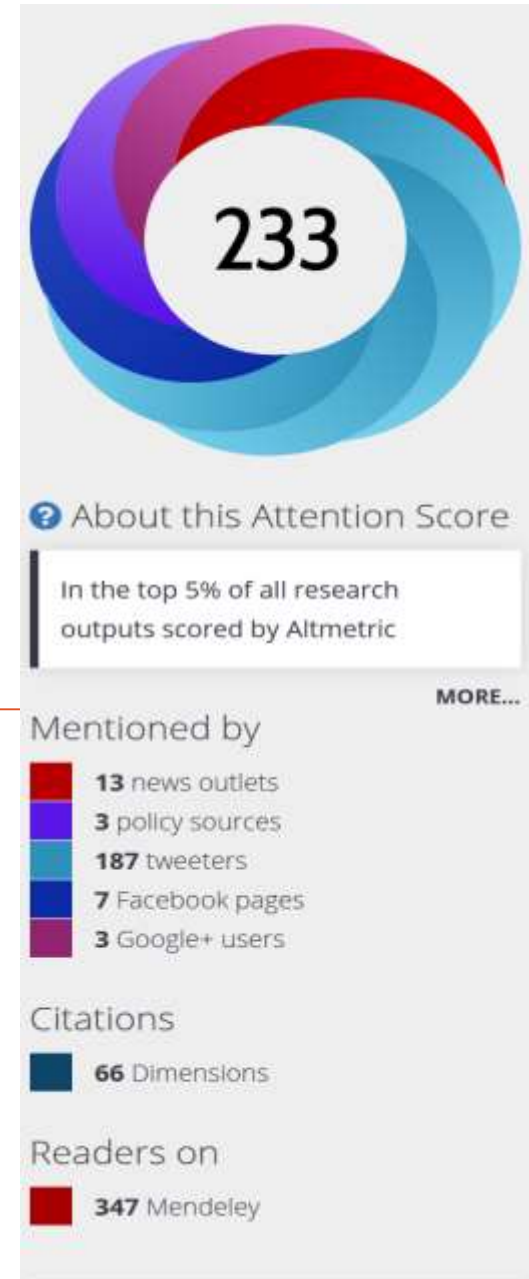 233
? About this Attention Score
In the top 5% of all research
outputs scored by Altmetric
MORE...
Mentioned by
13 news outlets
3 policy sources
187 tweeters
7 Facebook pages
3 Google+ users
Citations
66 Dimensions
Readers on
347 Mendeley